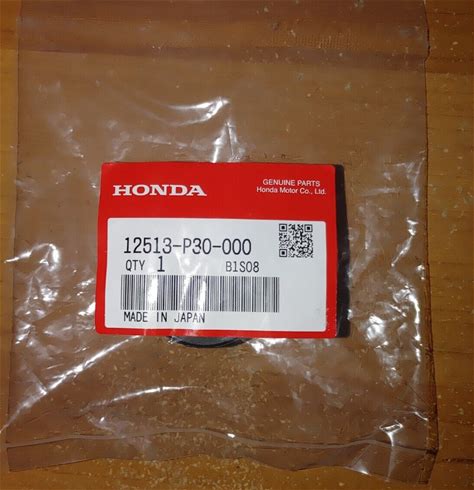 HONDA
GENUINE PARTS
Honda Motor Co., Ltd.
12513-P30-000
QTY 1 B1S08
MADE IN JAPAN